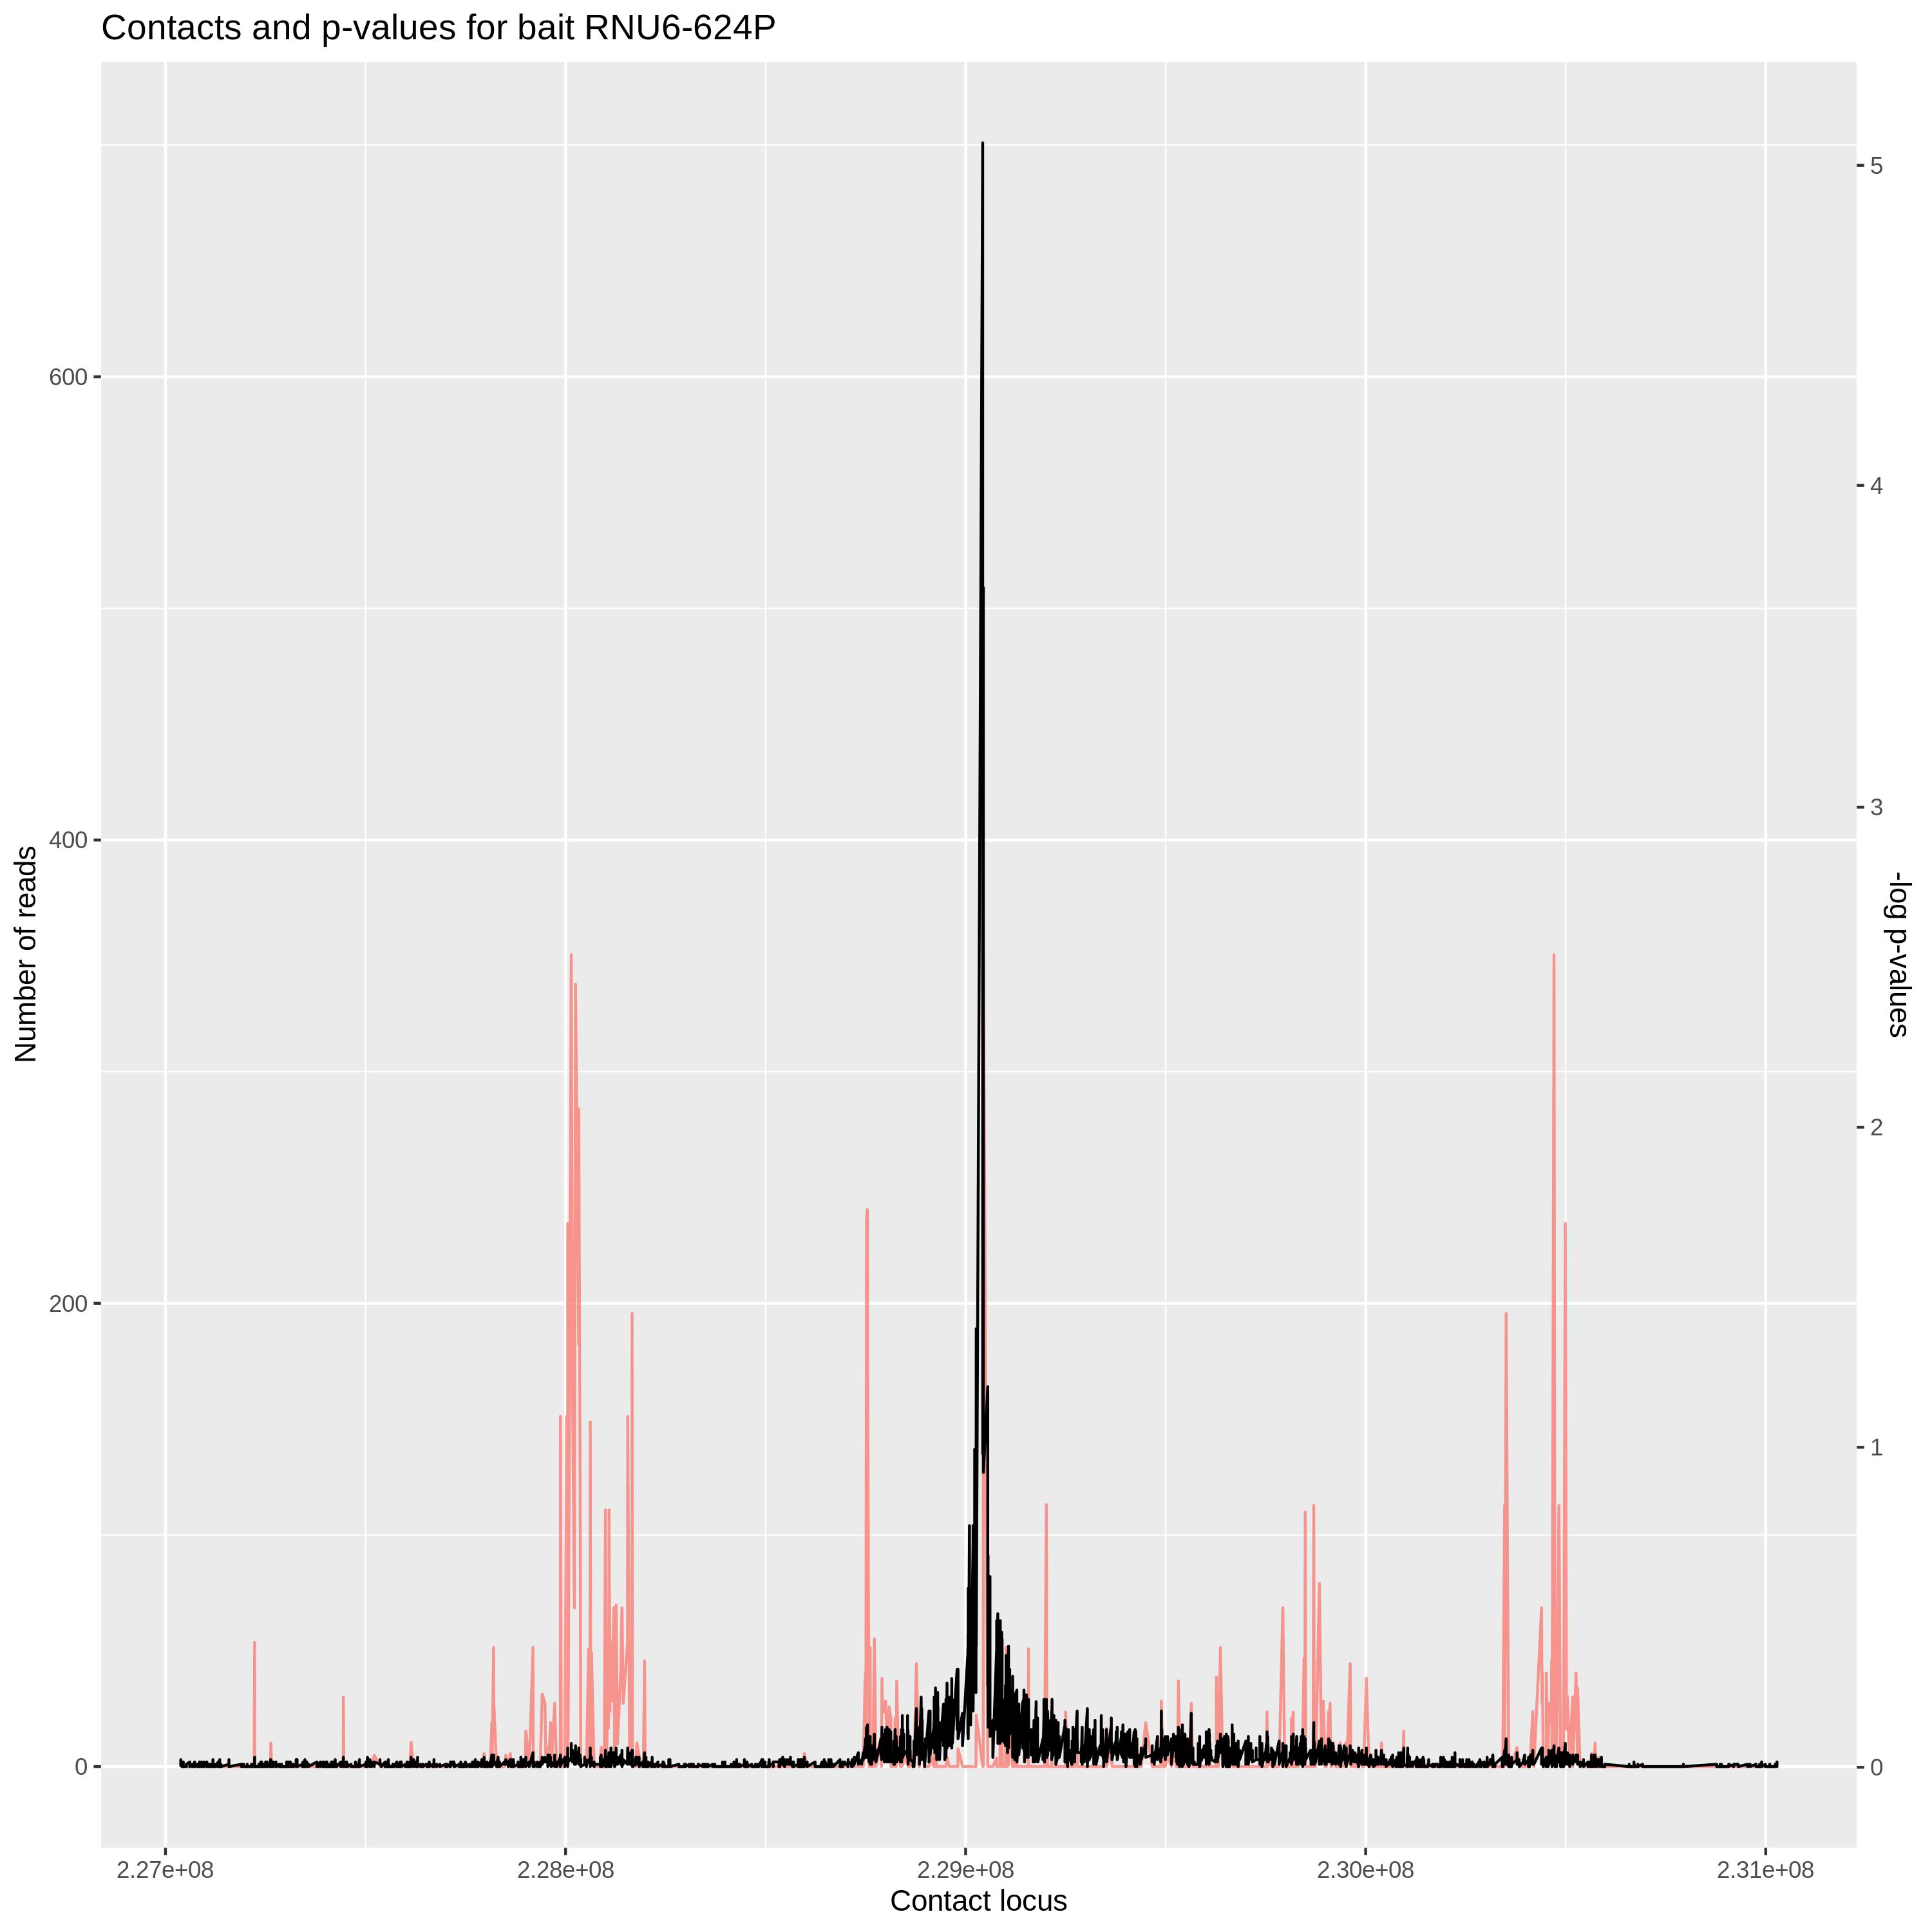 Contacts and p-values for bait RNU6-624P
600
400
200
0
Number of reads
5
4
3
2
1
0
-log p-values
2.27e+08
2.28e+08
2.29e+08
2.30e+08
2.31e+08
Contact locus